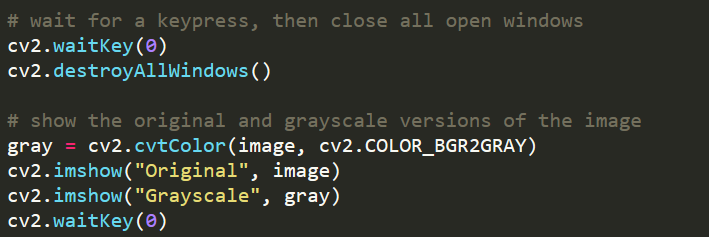 # wait for a keypress, then close all open windows
cv2.waitKey(0)
cv2.destroyAllWindows()

# show the original and grayscale versions of the image
gray = cv2.cvtColor(image, cv2.COLOR_BGR2GRAY)
cv2.imshow("Original", image)
cv2.imshow("Grayscale", gray)
cv2.waitKey(0)